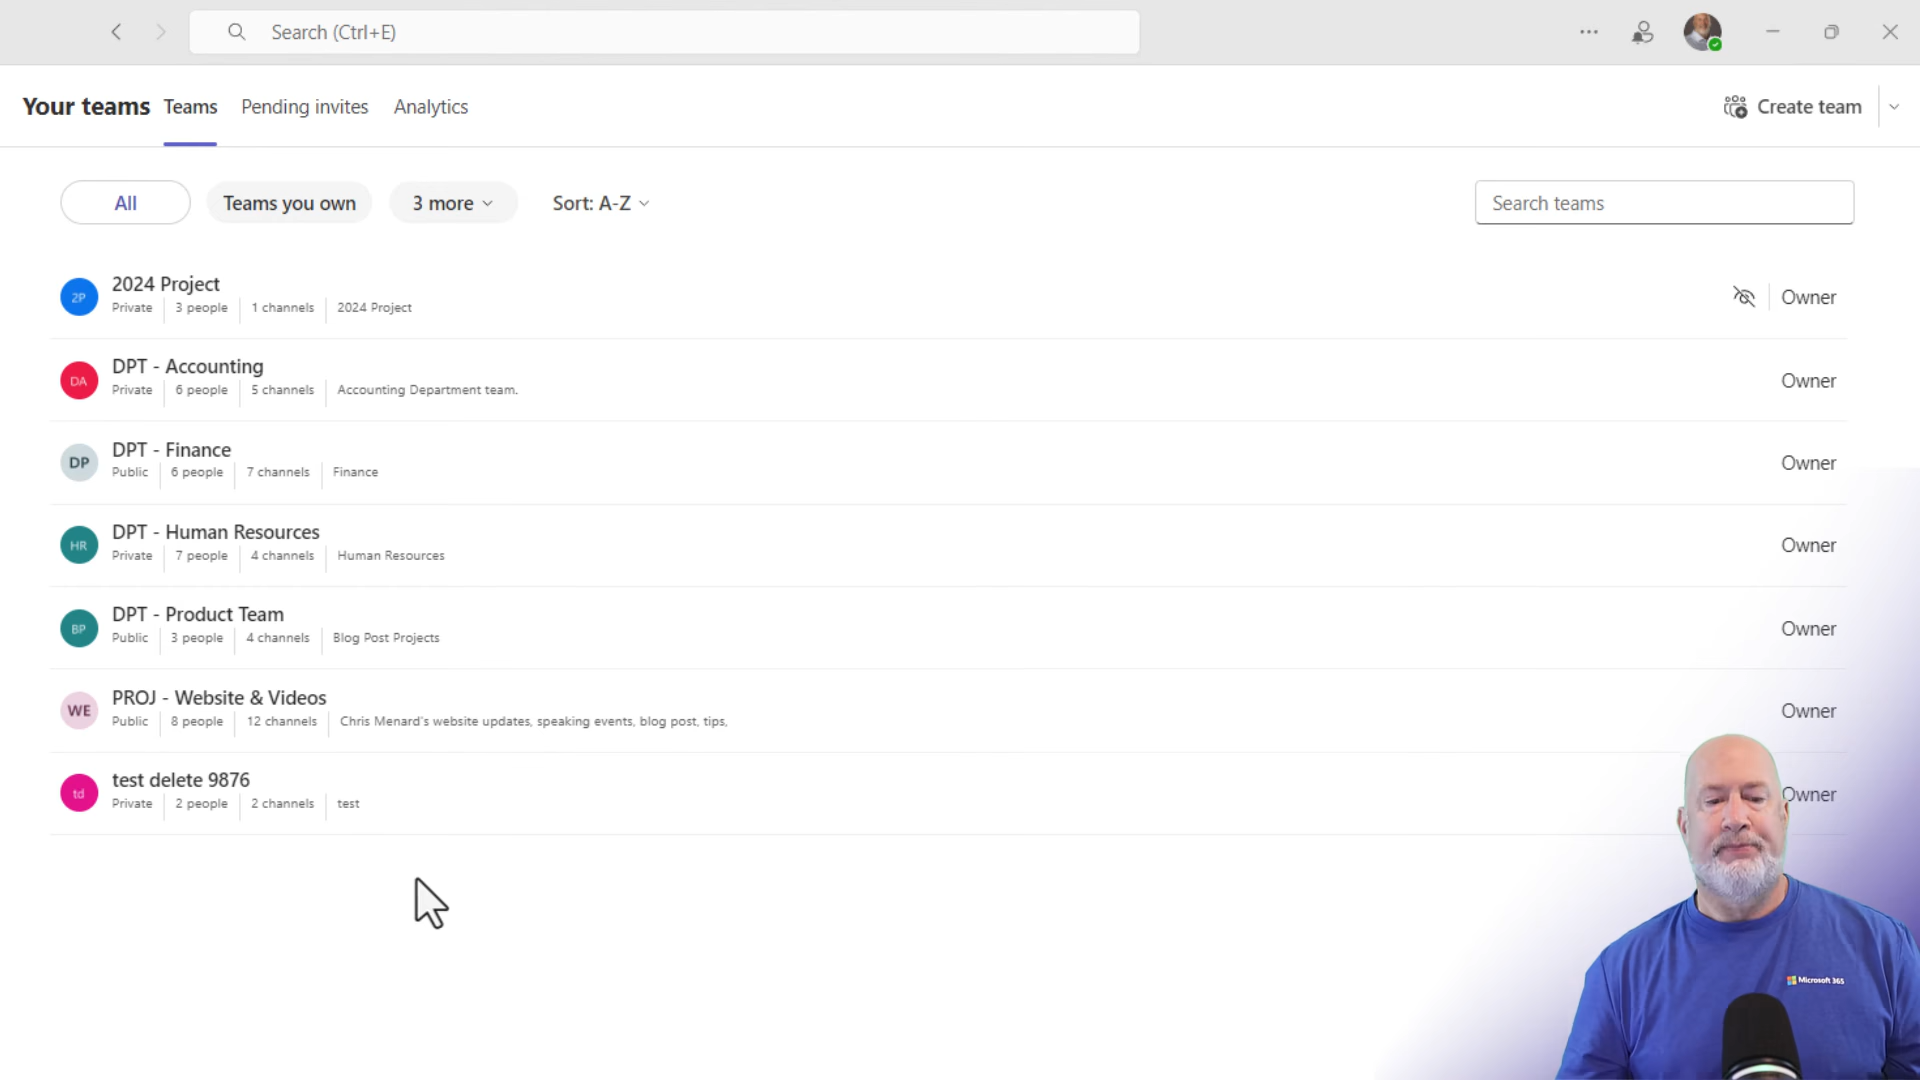 Search (Ctrl+E)
Your teams Teams Pending invites Analytics Create team
All Teams you own 3 more Sort: A-Z Search teams
2P 2024 Project
Private 3 people 1 channels 2024 Project
Owner
DA DPT - Accounting
Private 6 people 5 channels Accounting Department team.
Owner
DP DPT - Finance
Public 6 people 7 channels Finance
Owner
HR DPT - Human Resources
Private 7 people 4 channels Human Resources
Owner
BP DPT - Product Team
Public 3 people 4 channels Blog Post Projects
Owner
WE PROJ - Website & Videos
Public 8 people 12 channels Chris Menard's website updates, speaking events, blog post, tips,
Owner
td test delete 9876
Private 2 people 2 channels test
Owner
Microsoft 365